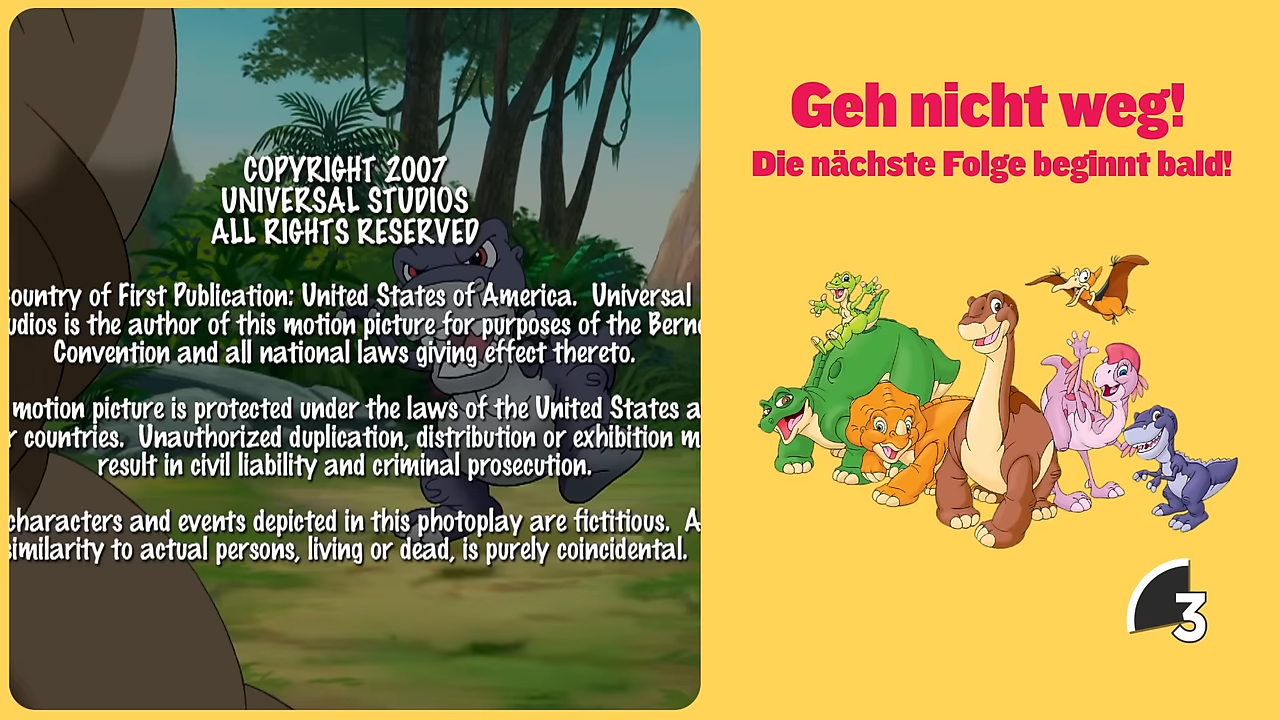 COPYRIGHT 2007
UNIVERSAL STUDIOS
ALL RIGHTS RESERVED
ountry of First Publication: United States of America. Universal
udios is the author of this motion picture for purposes of the Berne
Convention and all national laws giving effect thereto.
motion picture is protected under the laws of the United States a
r countries. Unauthorized duplication, distribution or exhibition m
result in civil liability and criminal prosecution.
characters and events depicted in this photoplay are fictitious. A
similarity to actual persons, living or dead, is purely coincidental.
Geh nicht weg!
Die nächste Folge beginnt bald!
3